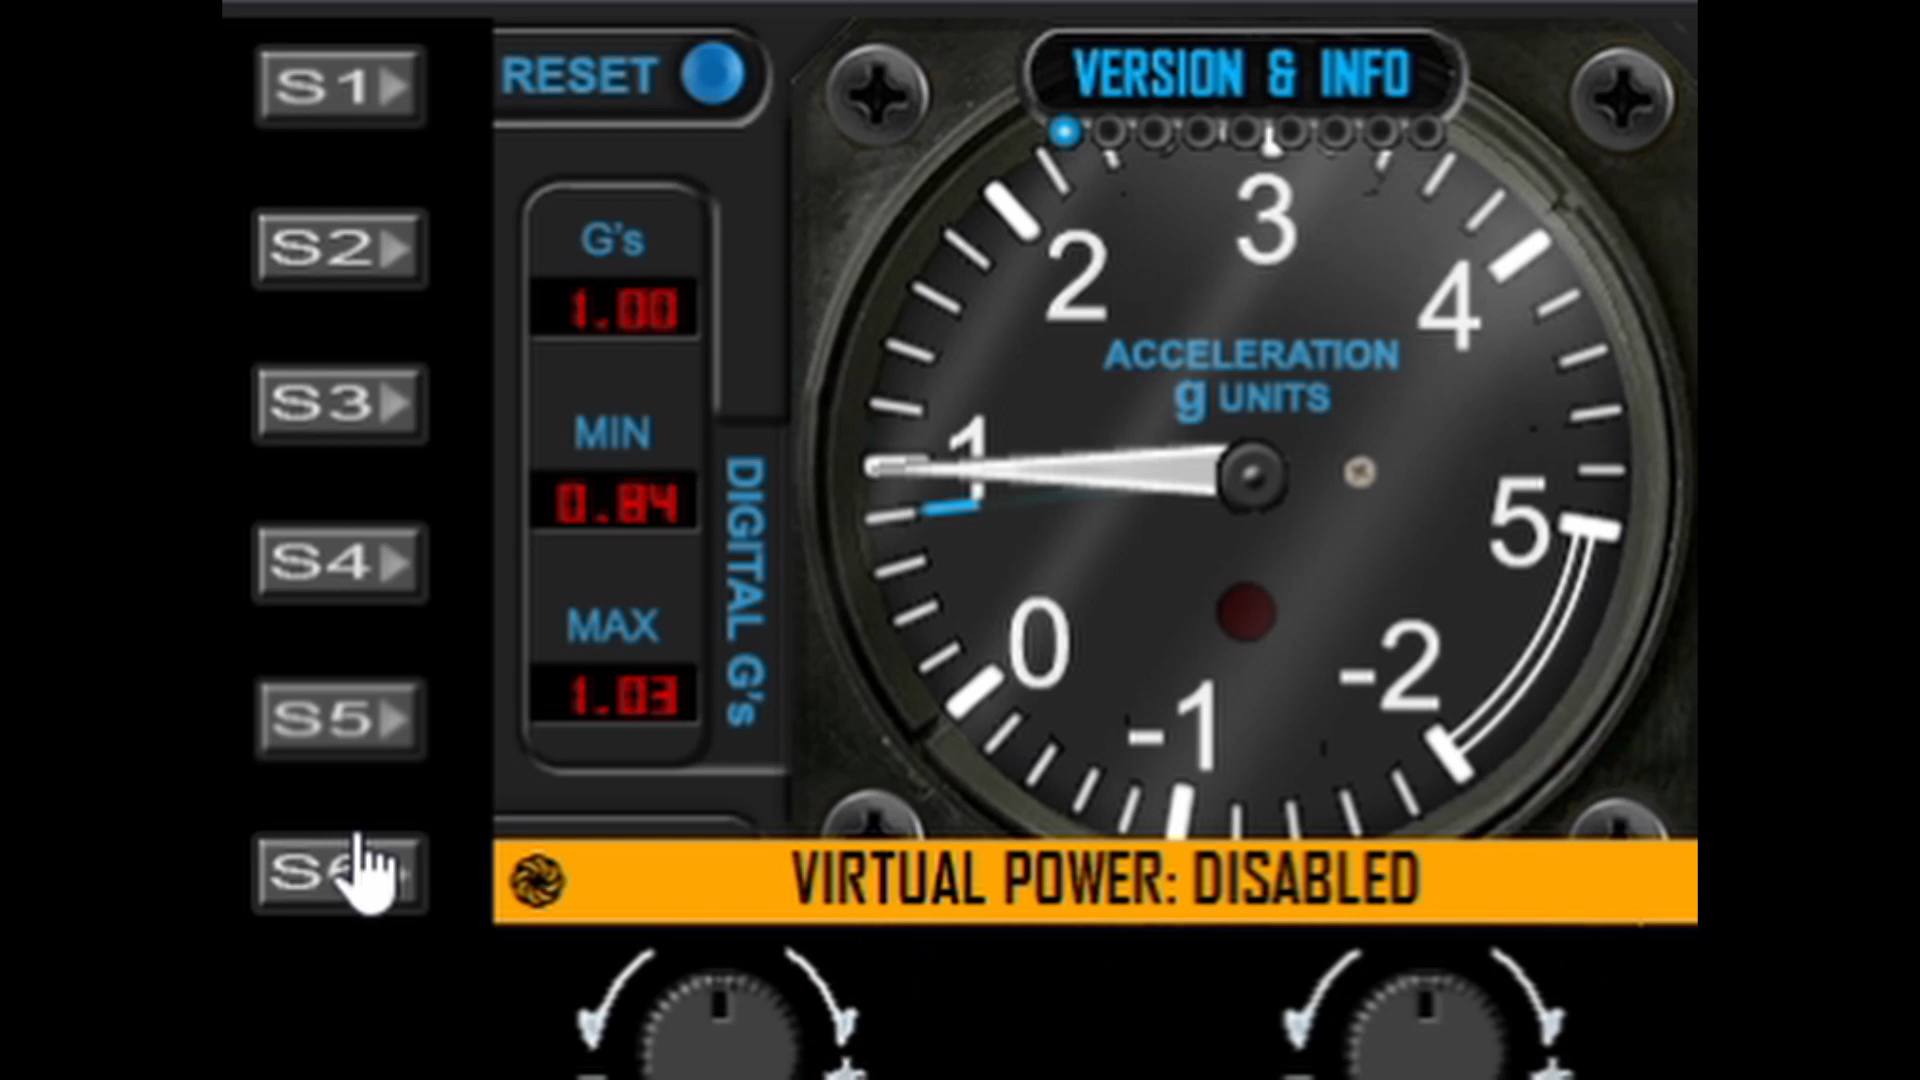 S1
RESET
VERSION & INFO
S2
G's
1.00
3
2
4
ACCELERATION
g UNITS
S3
MIN
0.84
1
DIGITAL G's
5
S4
MAX
1.03
0
-2
-1
S5
VIRTUAL POWER: DISABLED